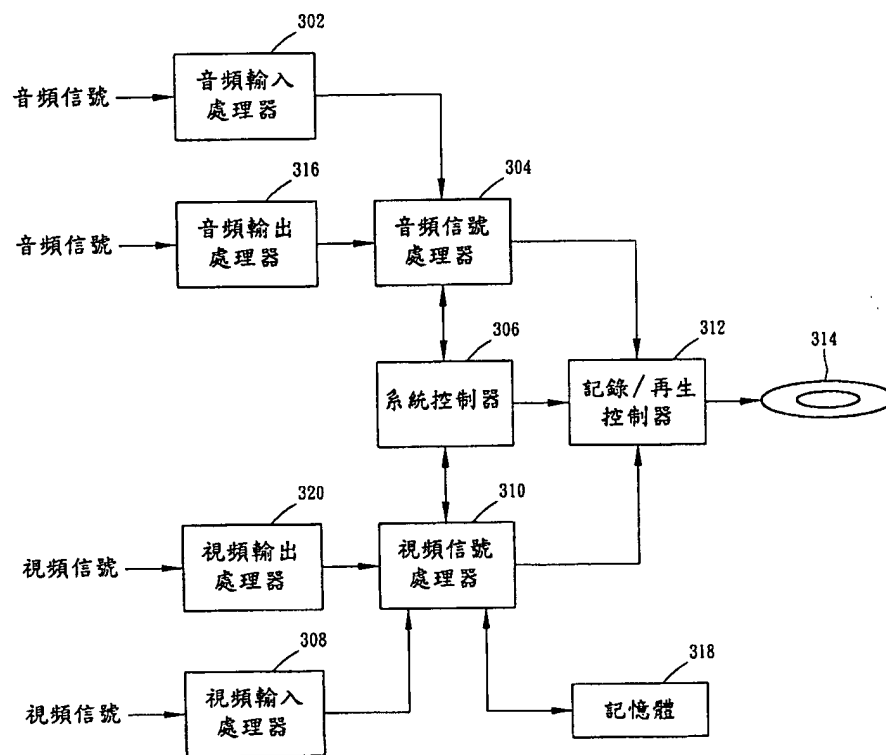 302
音頻信號
音頻輸入
處理器
316
304
音頻信號
音頻輸出
處理器
音頻信號
處理器
306
312
314
系統控制器
記錄/再生
控制器
320
310
視頻信號
視頻輸出
處理器
視頻信號
處理器
308
318
視頻信號
視頻輸入
處理器
記憶體